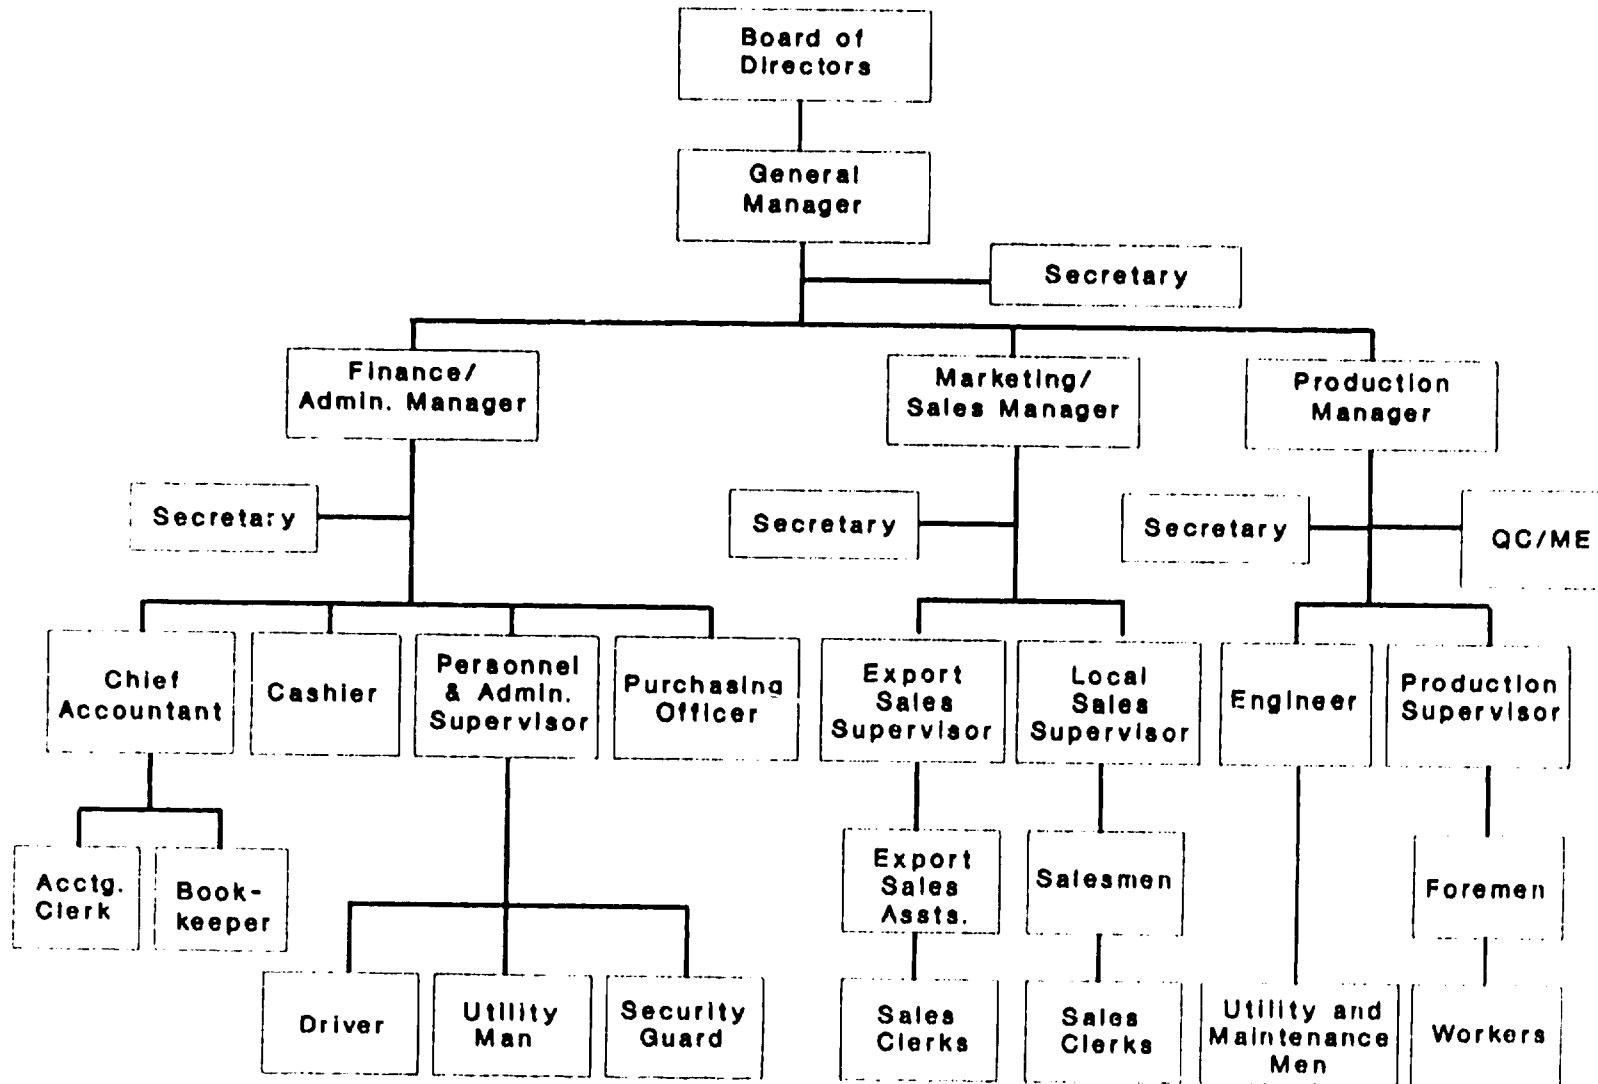 Board of
Directors
General
Manager
Secretary
Finance/
Admin. Manager
Marketing/
Sales Manager
Production
Manager
Secretary
Secretary
Secretary
QC/ME
Chief
Accountant
Cashier
Personnel
& Admin.
Supervisor
Purchasing
Officer
Export
Sales
Supervisor
Local
Sales
Supervisor
Engineer
Production
Supervisor
Acctg.
Clerk
Book-
keeper
Export
Sales
Assts.
Salesmen
Foremen
Driver
Utility
Man
Security
Guard
Sales
Clerks
Sales
Clerks
Utility and
Maintenance
Men
Workers